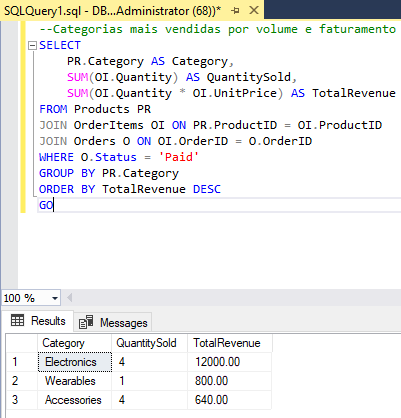 SQLQuery1.sql - DB...Administrator (68))*
--Categorias mais vendidas por volume e faturamento
SELECT
PR.Category AS Category,
SUM(OI.Quantity) AS QuantitySold,
SUM(OI.Quantity * OI.UnitPrice) AS TotalRevenue
FROM Products PR
JOIN OrderItems OI ON PR.ProductID = OI.ProductID
JOIN Orders O ON OI.OrderID = O.OrderID
WHERE O.Status = 'Paid'
GROUP BY PR.Category
ORDER BY TotalRevenue DESC
GO
100 %
Results Messages
Category QuantitySold TotalRevenue
1 Electronics 4 12000.00
2 Wearables 1 800.00
3 Accessories 4 640.00